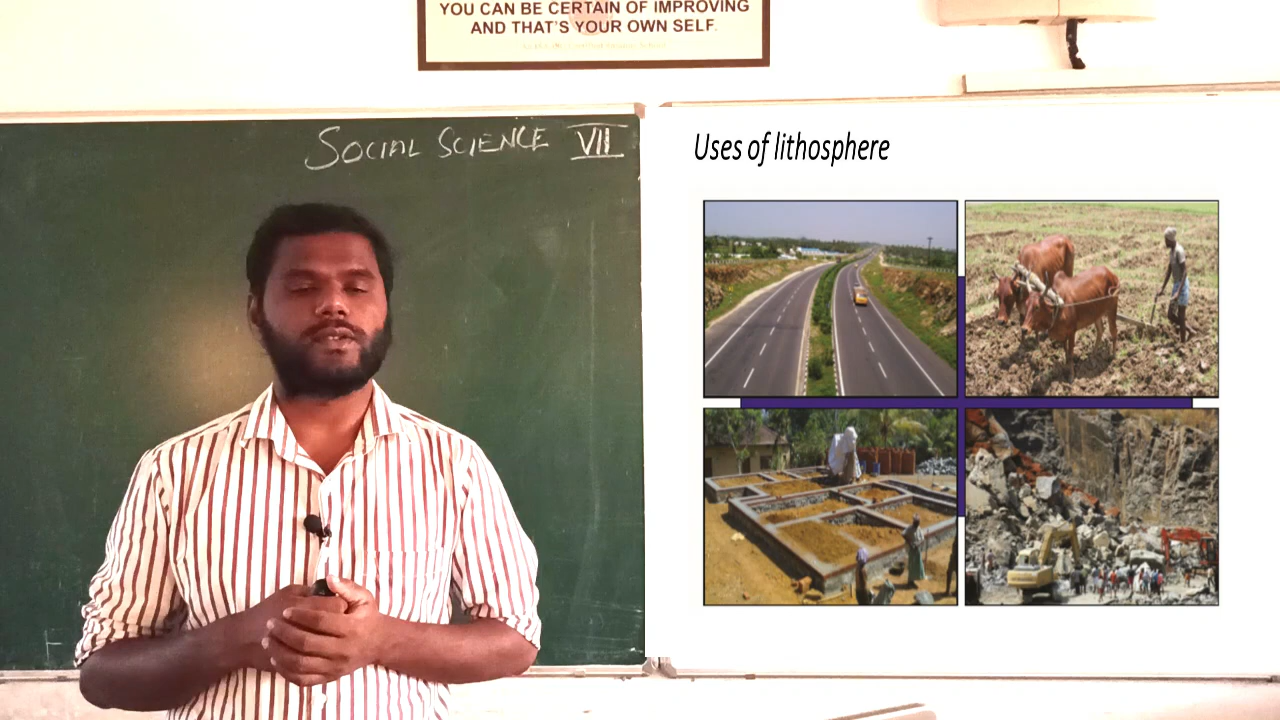 YOU CAN BE CERTAIN OF IMPROVING
AND THAT'S YOUR OWN SELF.
SOCIAL SCIENCE VII
Uses of lithosphere